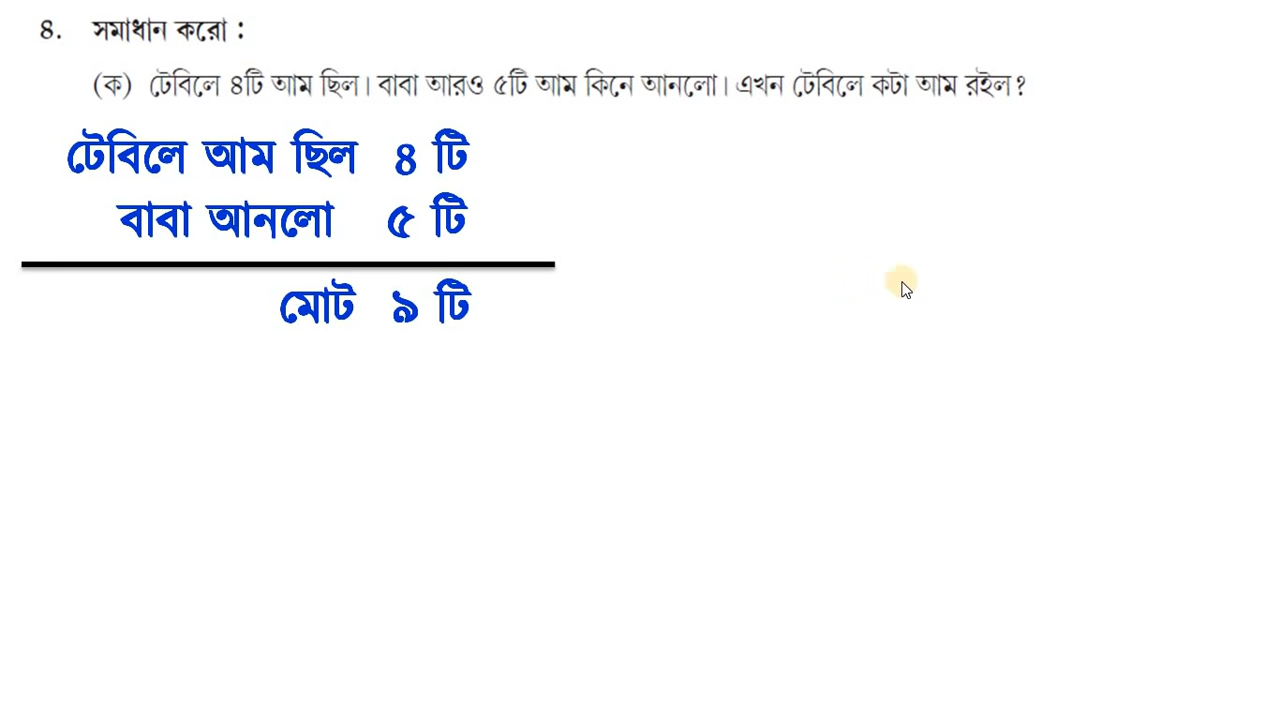 ৪. সমাধান করো :
(ক) টেবিলে ৪টি আম ছিল। বাবা আরও ৫টি আম কিনে আনলো। এখন টেবিলে কটা আম রইল?
টেবিলে আম ছিল ৪ টি
বাবা আনলো ৫ টি
মোট ৯ টি